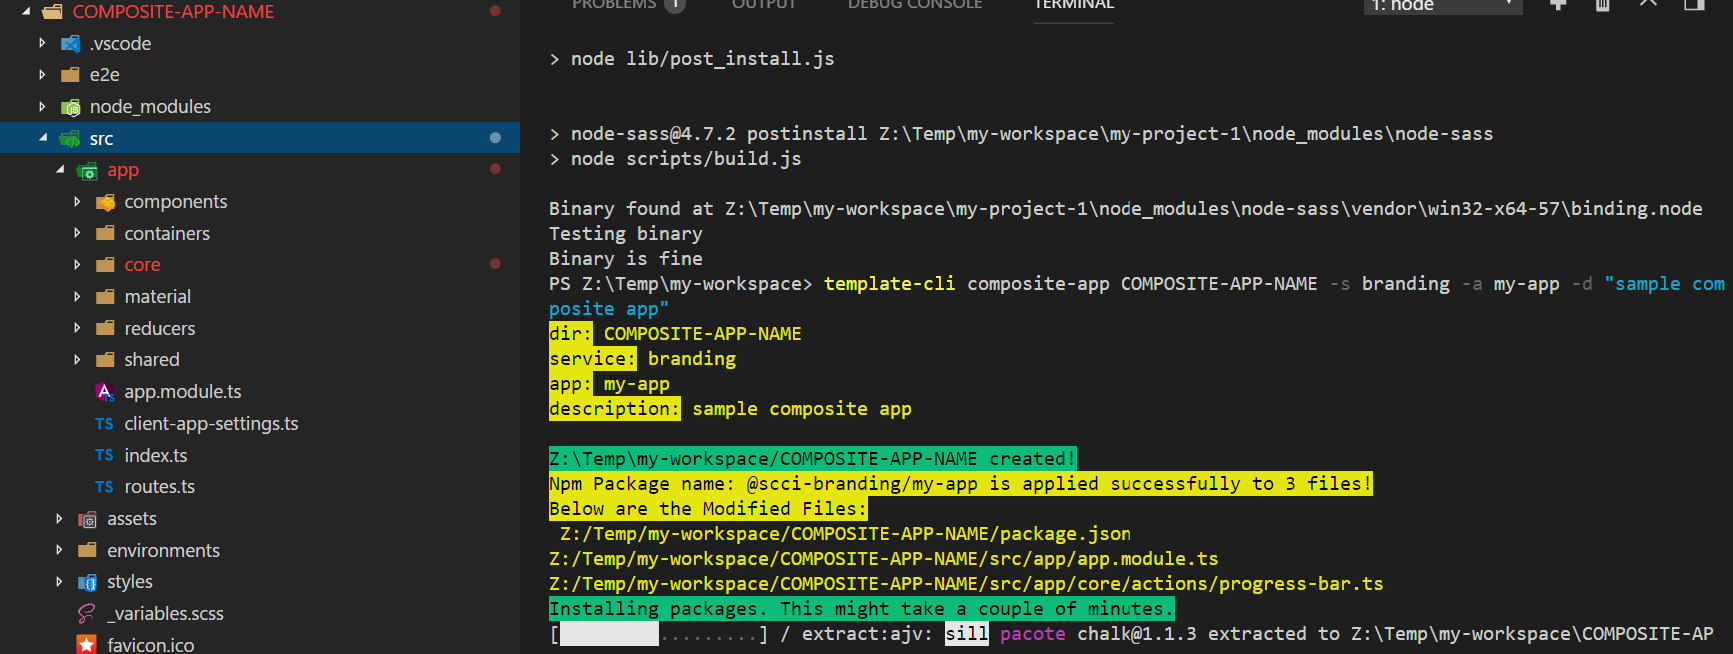 COMPOSITE-APP-NAME
.vscode
e2e
node_modules
src
app
components
containers
core
material
reducers
shared
app.module.ts
TS client-app-settings.ts
TS index.ts
TS routes.ts
assets
environments
styles
_variables.scss
favicon.ico
PROBLEMS 1 OUTPUT DEBUG CONSOLE TERMINAL 1: node
> node lib/post_install.js
> node-sass@4.7.2 postinstall Z:\Temp\my-workspace\my-project-1\node_modules\node-sass
> node scripts/build.js
Binary found at Z:\Temp\my-workspace\my-project-1\node_modules\node-sass\vendor\win32-x64-57\binding.node
Testing binary
Binary is fine
PS Z:\Temp\my-workspace> template-cli composite-app COMPOSITE-APP-NAME -s branding -a my-app -d "sample com
posite app"
dir: COMPOSITE-APP-NAME
service: branding
app: my-app
description: sample composite app
Z:\Temp\my-workspace/COMPOSITE-APP-NAME created!
Npm Package name: @scci-branding/my-app is applied successfully to 3 files!
Below are the Modified Files:
Z:/Temp/my-workspace/COMPOSITE-APP-NAME/package.json
Z:/Temp/my-workspace/COMPOSITE-APP-NAME/src/app/app.module.ts
Z:/Temp/my-workspace/COMPOSITE-APP-NAME/src/app/core/actions/progress-bar.ts
Installing packages. This might take a couple of minutes.
[ .........] / extract:ajv: sill pacote chalk@1.1.3 extracted to Z:\Temp\my-workspace\COMPOSITE-AP